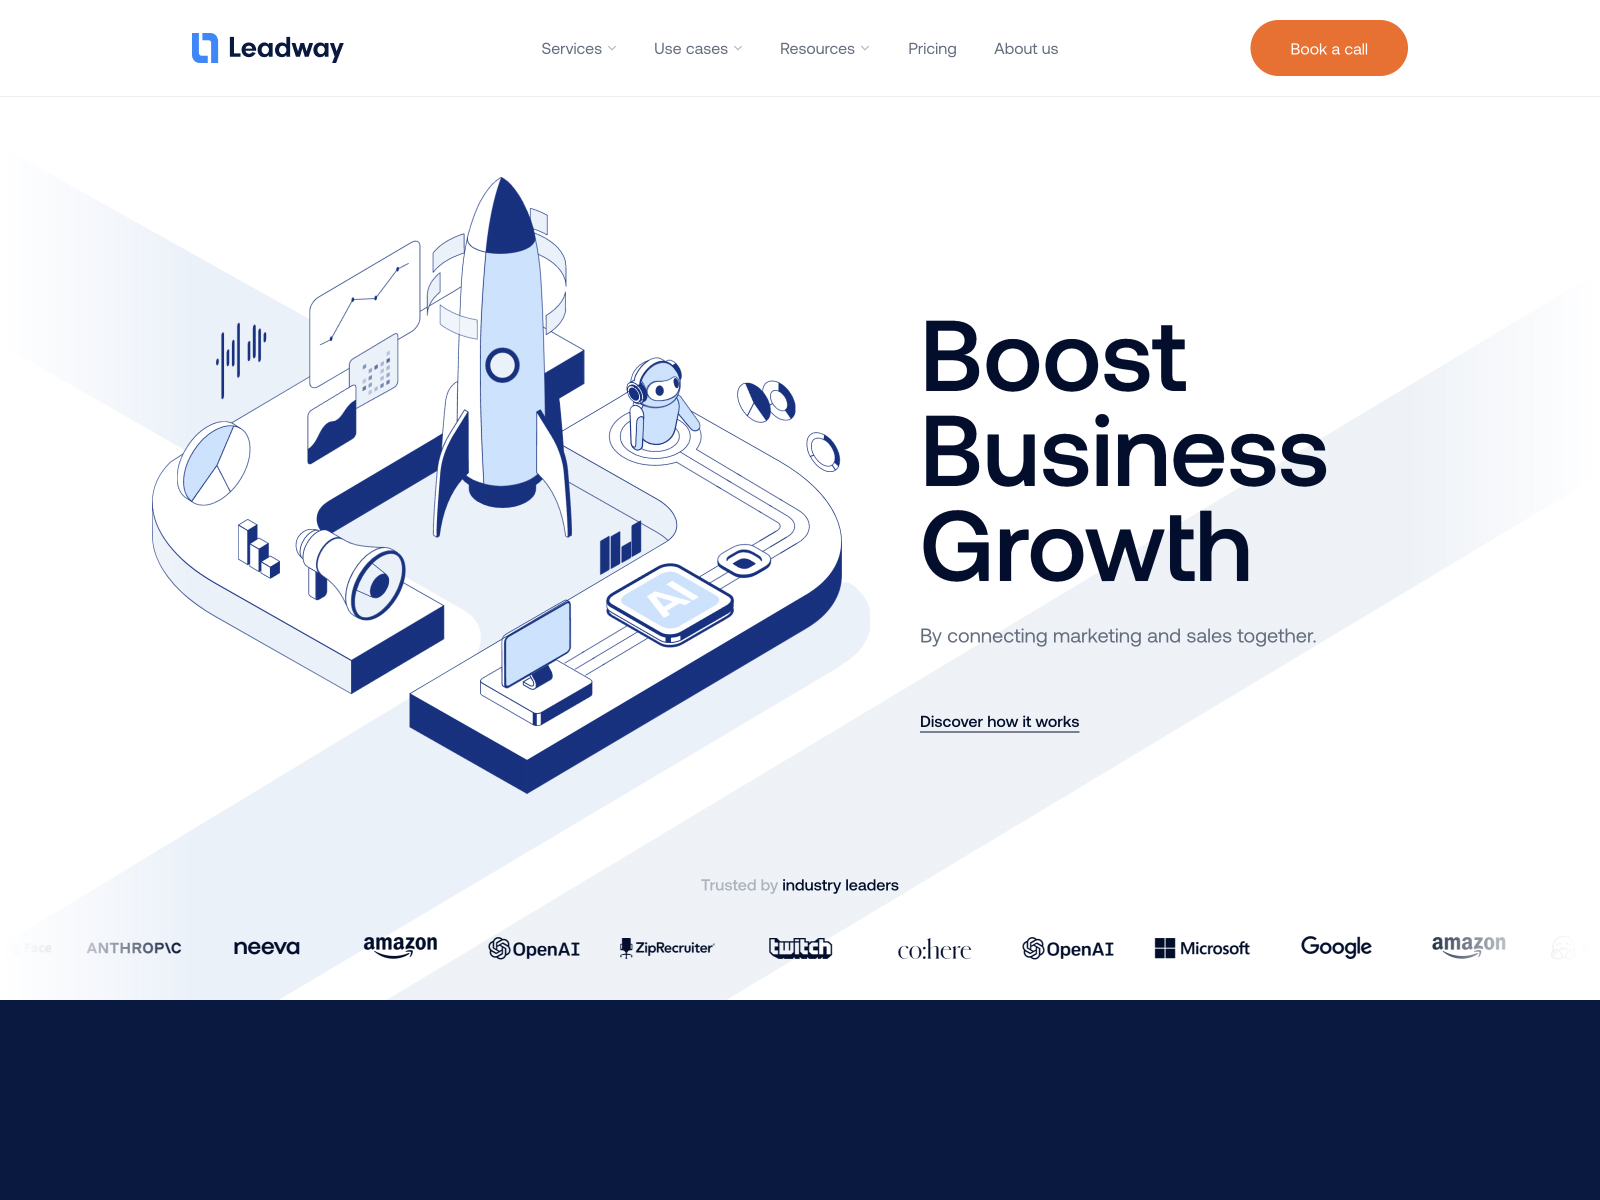 Leadway
Services
Use cases
Resources
Pricing
About us
Book a call
AI
Boost
Business
Growth
By connecting marketing and sales together.
Discover how it works
Trusted by industry leaders
Face
ANTHROP\C
neeva
amazon
OpenAI
ZipRecruiter
twitch
co:here
OpenAI
Microsoft
Google
amazon